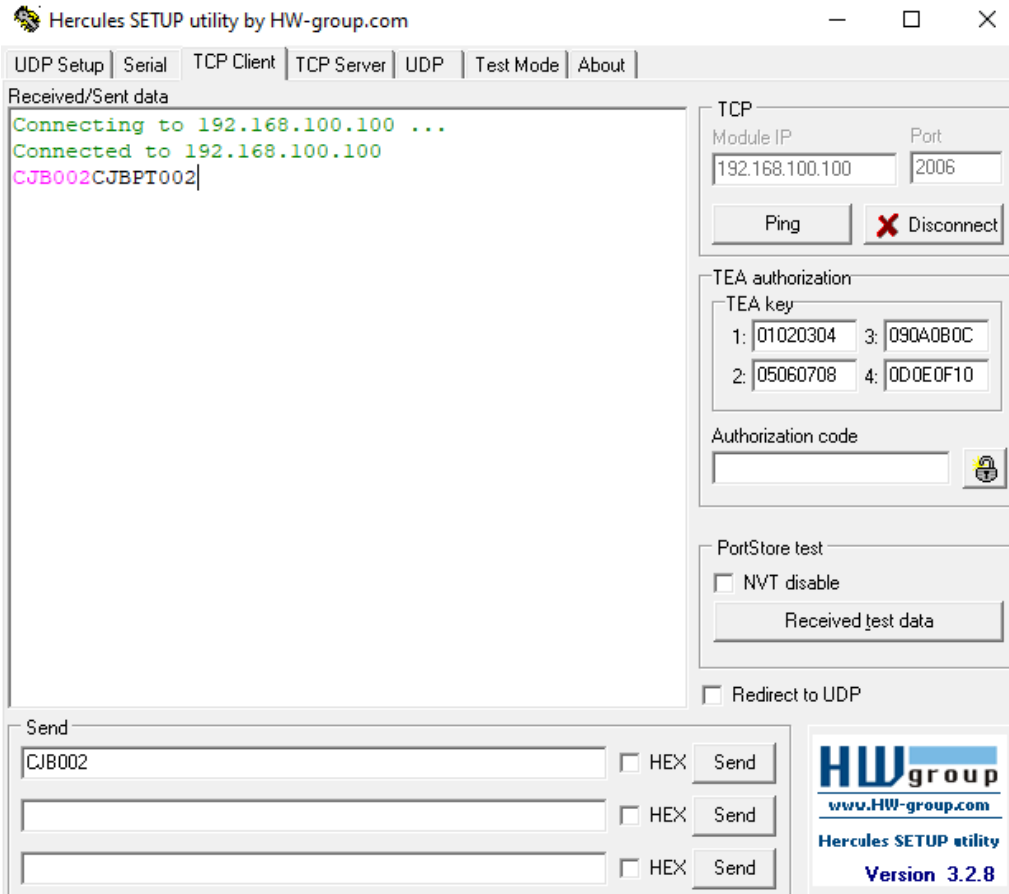 Hercules SETUP utility by HW-group.com
UDP Setup Serial TCP Client TCP Server UDP Test Mode About
Received/Sent data
Connecting to 192.168.100.100 ...
Connected to 192.168.100.100
CJB002CJBPT002
TCP
Module IP Port
192.168.100.100 2006
Ping Disconnect
TEA authorization
TEA key
1: 01020304 3: 090A0B0C
2: 05060708 4: 0D0E0F10
Authorization code
PortStore test
NVT disable
Received test data
Redirect to UDP
Send
CJB002 HEX Send
HEX Send
HEX Send
HWgroup
www.HW-group.com
Hercules SETUP utility
Version 3.2.8